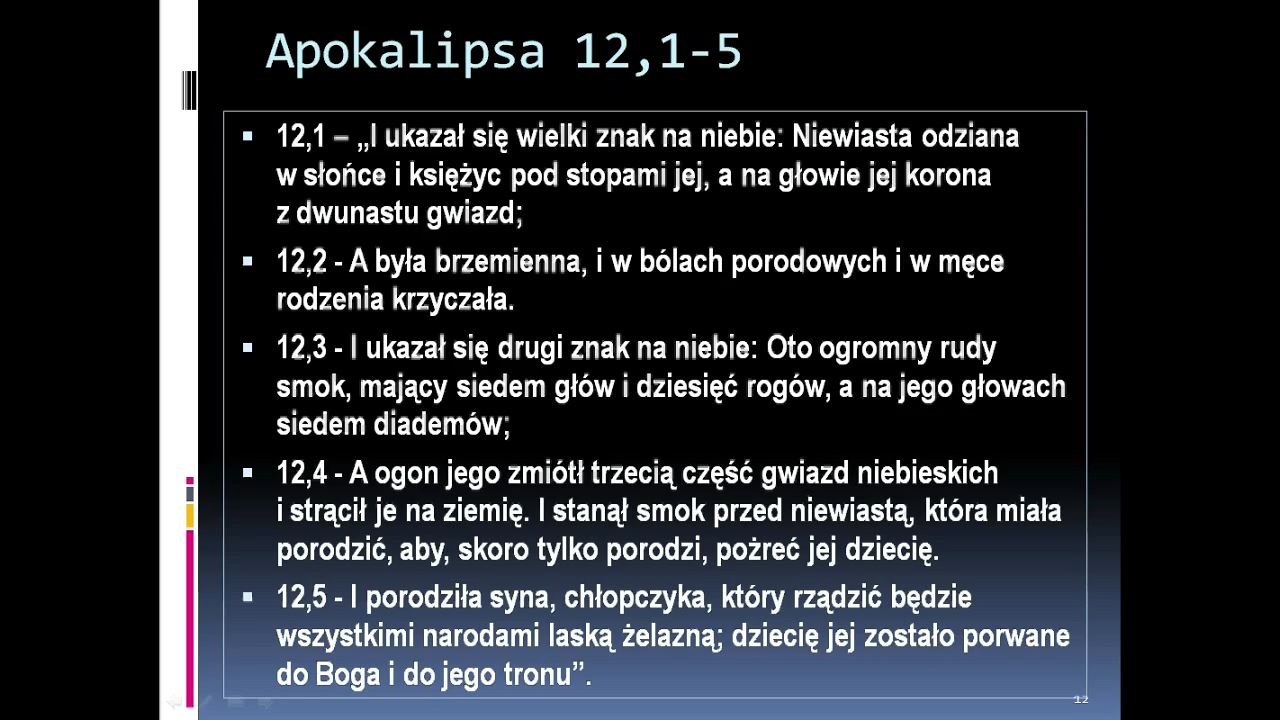 Apokalipsa 12,1-5
12,1 – „I ukazał się wielki znak na niebie: Niewiasta odziana
w słońce i księżyc pod stopami jej, a na głowie jej korona
z dwunastu gwiazd;
12,2 - A była brzemienna, i w bólach porodowych i w męce
rodzenia krzyczała.
12,3 - I ukazał się drugi znak na niebie: Oto ogromny rudy
smok, mający siedem głów i dziesięć rogów, a na jego głowach
siedem diademów;
12,4 - A ogon jego zmiótł trzecią część gwiazd niebieskich
i strącił je na ziemię. I stanął smok przed niewiastą, która miała
porodzić, aby, skoro tylko porodzi, pożreć jej dziecię.
12,5 - I porodziła syna, chłopczyka, który rządzić będzie
wszystkimi narodami laską żelazną; dziecię jej zostało porwane
do Boga i do jego tronu”.
12